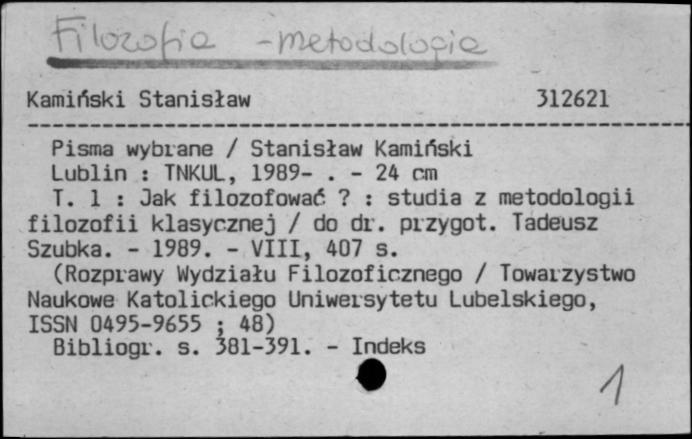 Filozofia - metodologia
Kamiński Stanisław 312621
Pisma wybrane / Stanisław Kamiński
Lublin : TNKUL, 1989- . - 24 cm
T. 1 : Jak filozofować ? : studia z metodologii
filozofii klasycznej / do dr. przygot. Tadeusz
Szubka. - 1989. - VIII, 407 s.
(Rozprawy Wydziału Filozoficznego / Towarzystwo
Naukowe Katolickiego Uniwersytetu Lubelskiego,
ISSN 0495-9655 ; 48)
Bibliogr. s. 381-391. - Indeks
1